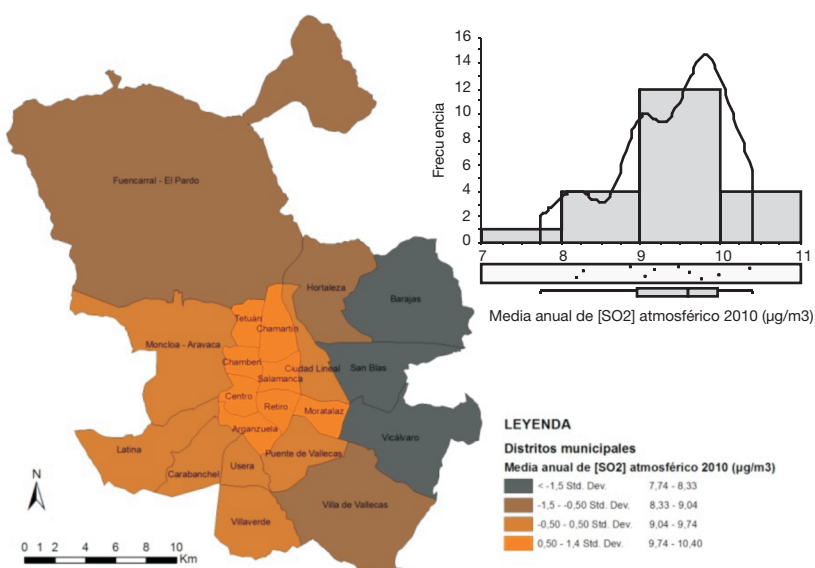 16
14
12
10
8
6
4
2
0
Frecuencia
7 8 9 10 11
Media anual de [SO2] atmosférico 2010 (µg/m3)
Fuencarral - El Pardo
Hortaleza
Barajas
Tetuán
Chamartín
Moncloa - Aravaca
Chamberí
Ciudad Lineal
San Blas
Salamanca
Centro
Retiro
Moratalaz
Arganzuela
Vicálvaro
Latina
Puente de Vallecas
Carabanchel
Usera
Villa de Vallecas
Villaverde
N
0 1 2 4 6 8 10
Km
LEYENDA
Distritos municipales
Media anual de [SO2] atmosférico 2010 (µg/m3)
< -1,5 Std. Dev. 7,74 - 8,33
-1,5 - -0,50 Std. Dev. 8,33 - 9,04
-0,50 - 0,50 Std. Dev. 9,04 - 9,74
0,50 - 1,4 Std. Dev. 9,74 - 10,40